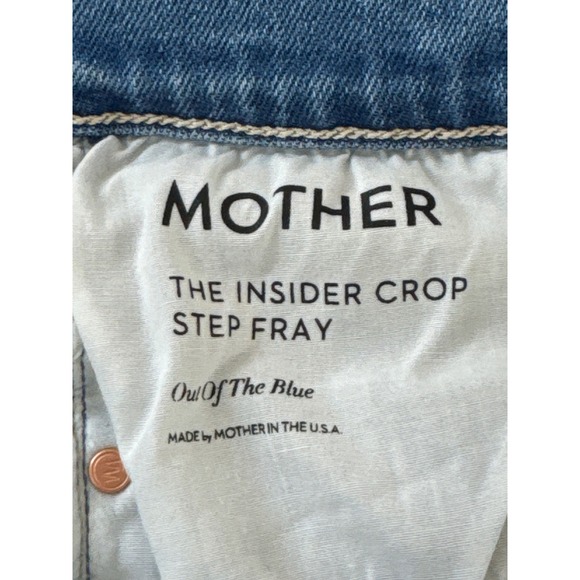 MOTHER
THE INSIDER CROP
STEP FRAY
Out Of The Blue
MADE by MOTHER IN THE U.S.A.